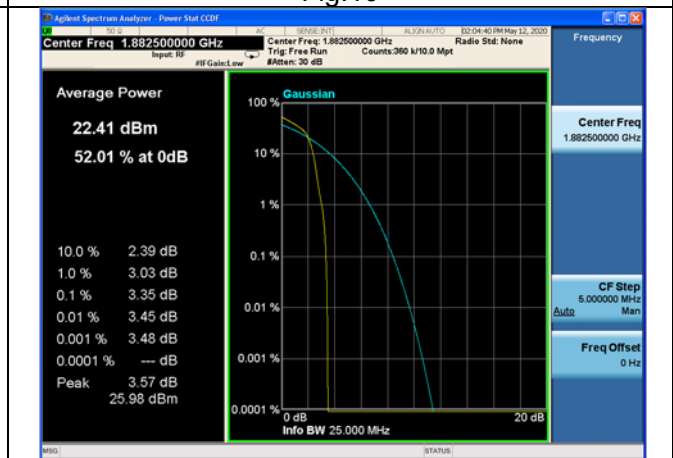 Agilent Spectrum Analyzer - Power Stat CCDF
50 Ω AC SENSE:INT ALIGN AUTO 02:04:40 PM May 12, 2020
Center Freq 1.882500000 GHz
Input: RF
#IFGain:Low
Center Freq: 1.882500000 GHz
Radio Std: None
Trig: Free Run
Counts:360 k/10.0 Mpt
#Atten: 30 dB
Frequency
Average Power
22.41 dBm
52.01 % at 0dB
10.0 % 2.39 dB
1.0 % 3.03 dB
0.1 % 3.35 dB
0.01 % 3.45 dB
0.001 % 3.48 dB
0.0001 % --- dB
Peak 3.57 dB
25.98 dBm
Gaussian
100 %
10 %
1 %
0.1 %
0.01 %
0.001 %
0.0001 %
0 dB
20 dB
Info BW 25.000 MHz
Center Freq
1.882500000 GHz
CF Step
5.000000 MHz
Auto Man
Freq Offset
0 Hz
MSG
STATUS